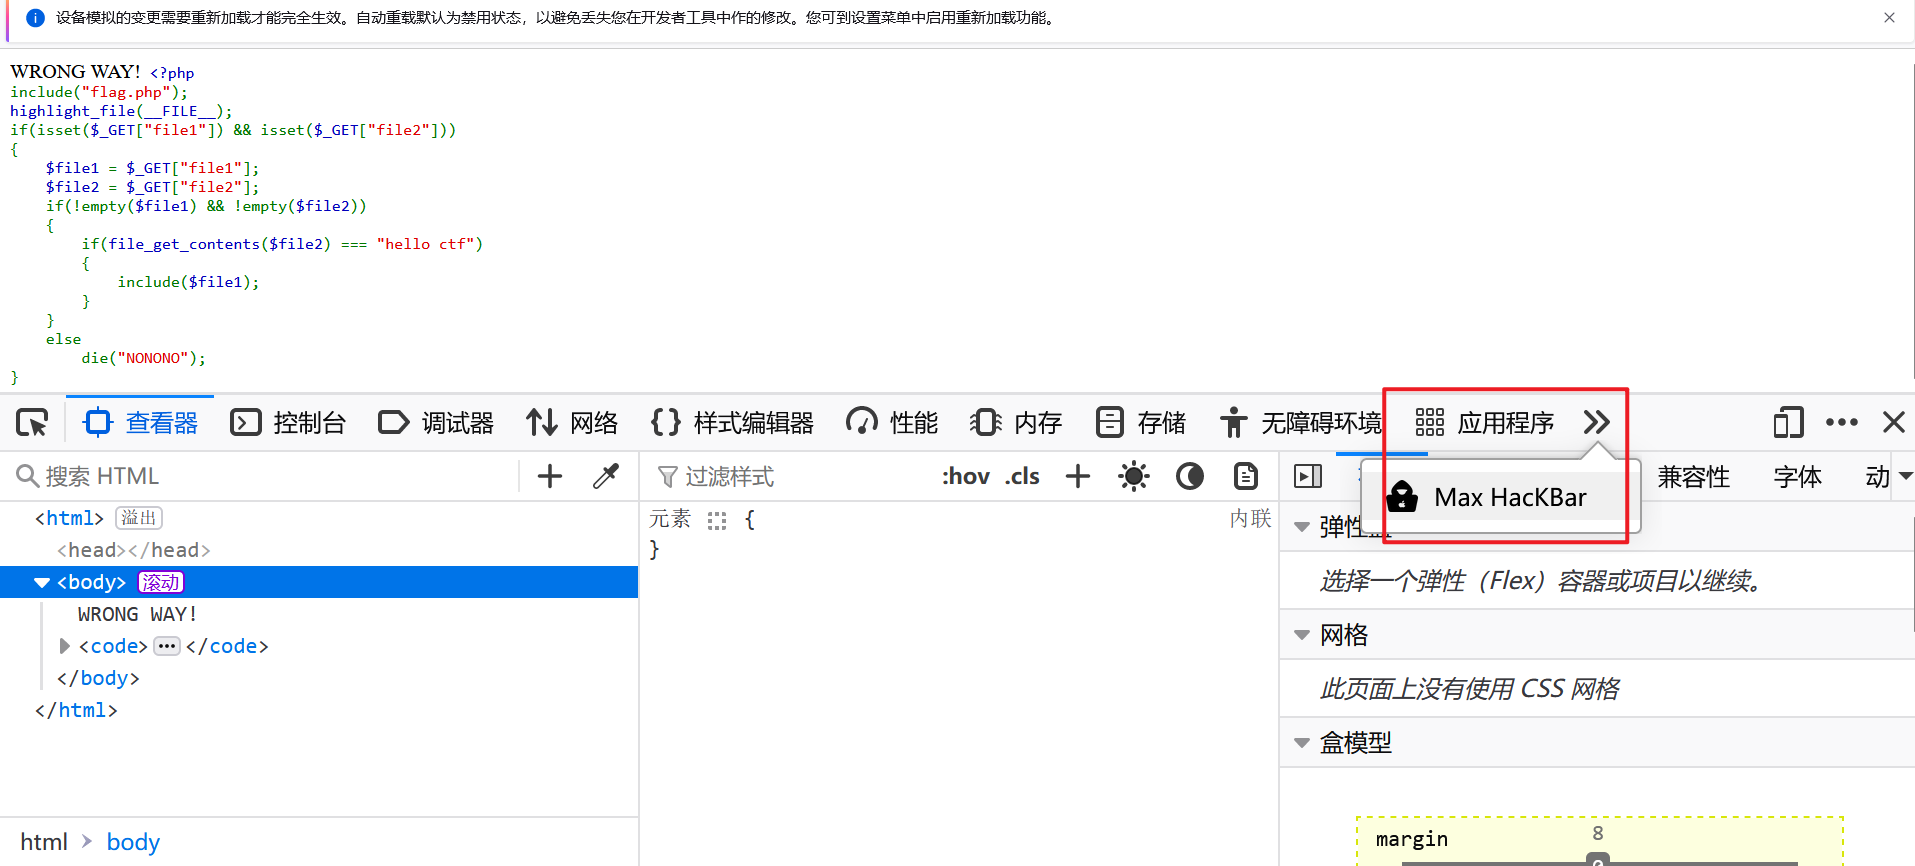 设备模拟的变更需要重新加载才能完全生效。自动重载默认为禁用状态，以避免丢失您在开发者工具中作的修改。您可到设置菜单中启用重新加载功能。
WRONG WAY! <?php
include("flag.php");
highlight_file(__FILE__);
if(isset($_GET["file1"]) && isset($_GET["file2"]))
{
    $file1 = $_GET["file1"];
    $file2 = $_GET["file2"];
    if(!empty($file1) && !empty($file2))
    {
        if(file_get_contents($file2) === "hello ctf")
        {
            include($file1);
        }
    }
    else
        die("NONONO");
}
查看器 控制台 调试器 网络 样式编辑器 性能 内存 存储 无障碍环境 应用程序
搜索 HTML 过滤样式 :hov .cls 兼容性 字体 动
Max HacKBar
<html> 溢出
<head></head>
<body> 滚动
WRONG WAY!
<code> ••• </code>
</body>
</html>
元素 {
内联
}
弹性
选择一个弹性（Flex）容器或项目以继续。
网格
此页面上没有使用 CSS 网格
盒模型
margin 8
html body